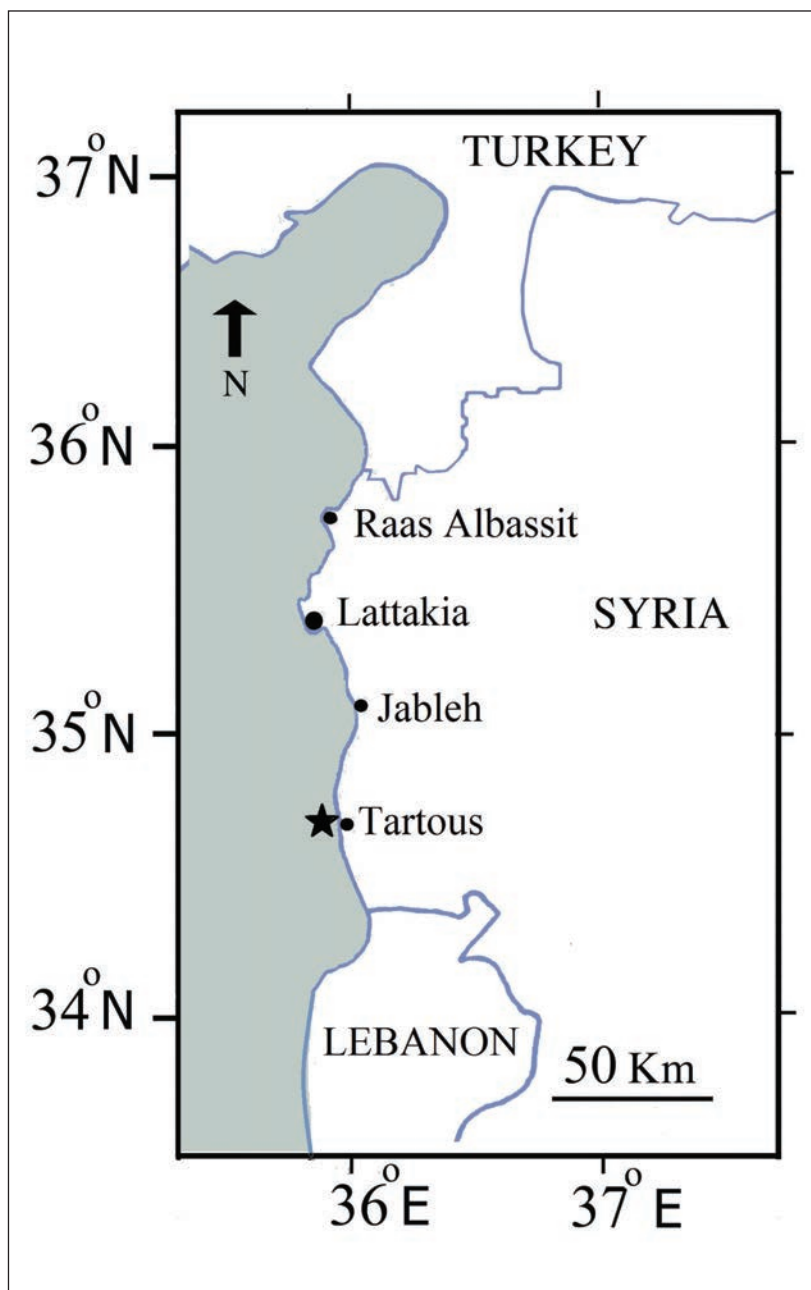 TURKEY
37°N
N
36°N
Raas Albassit
Lattakia
SYRIA
Jableh
35°N
Tartous
34°N
LEBANON
50 Km
36°E
37°E